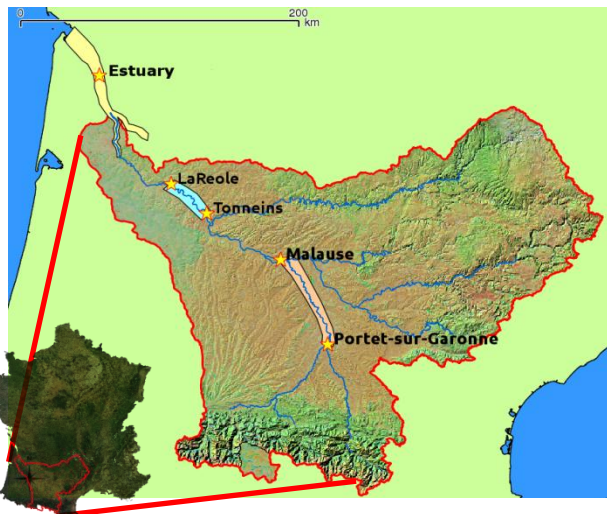 0 200
km
Estuary
LaReole
Tonneins
Malause
Portet-sur-Garonne